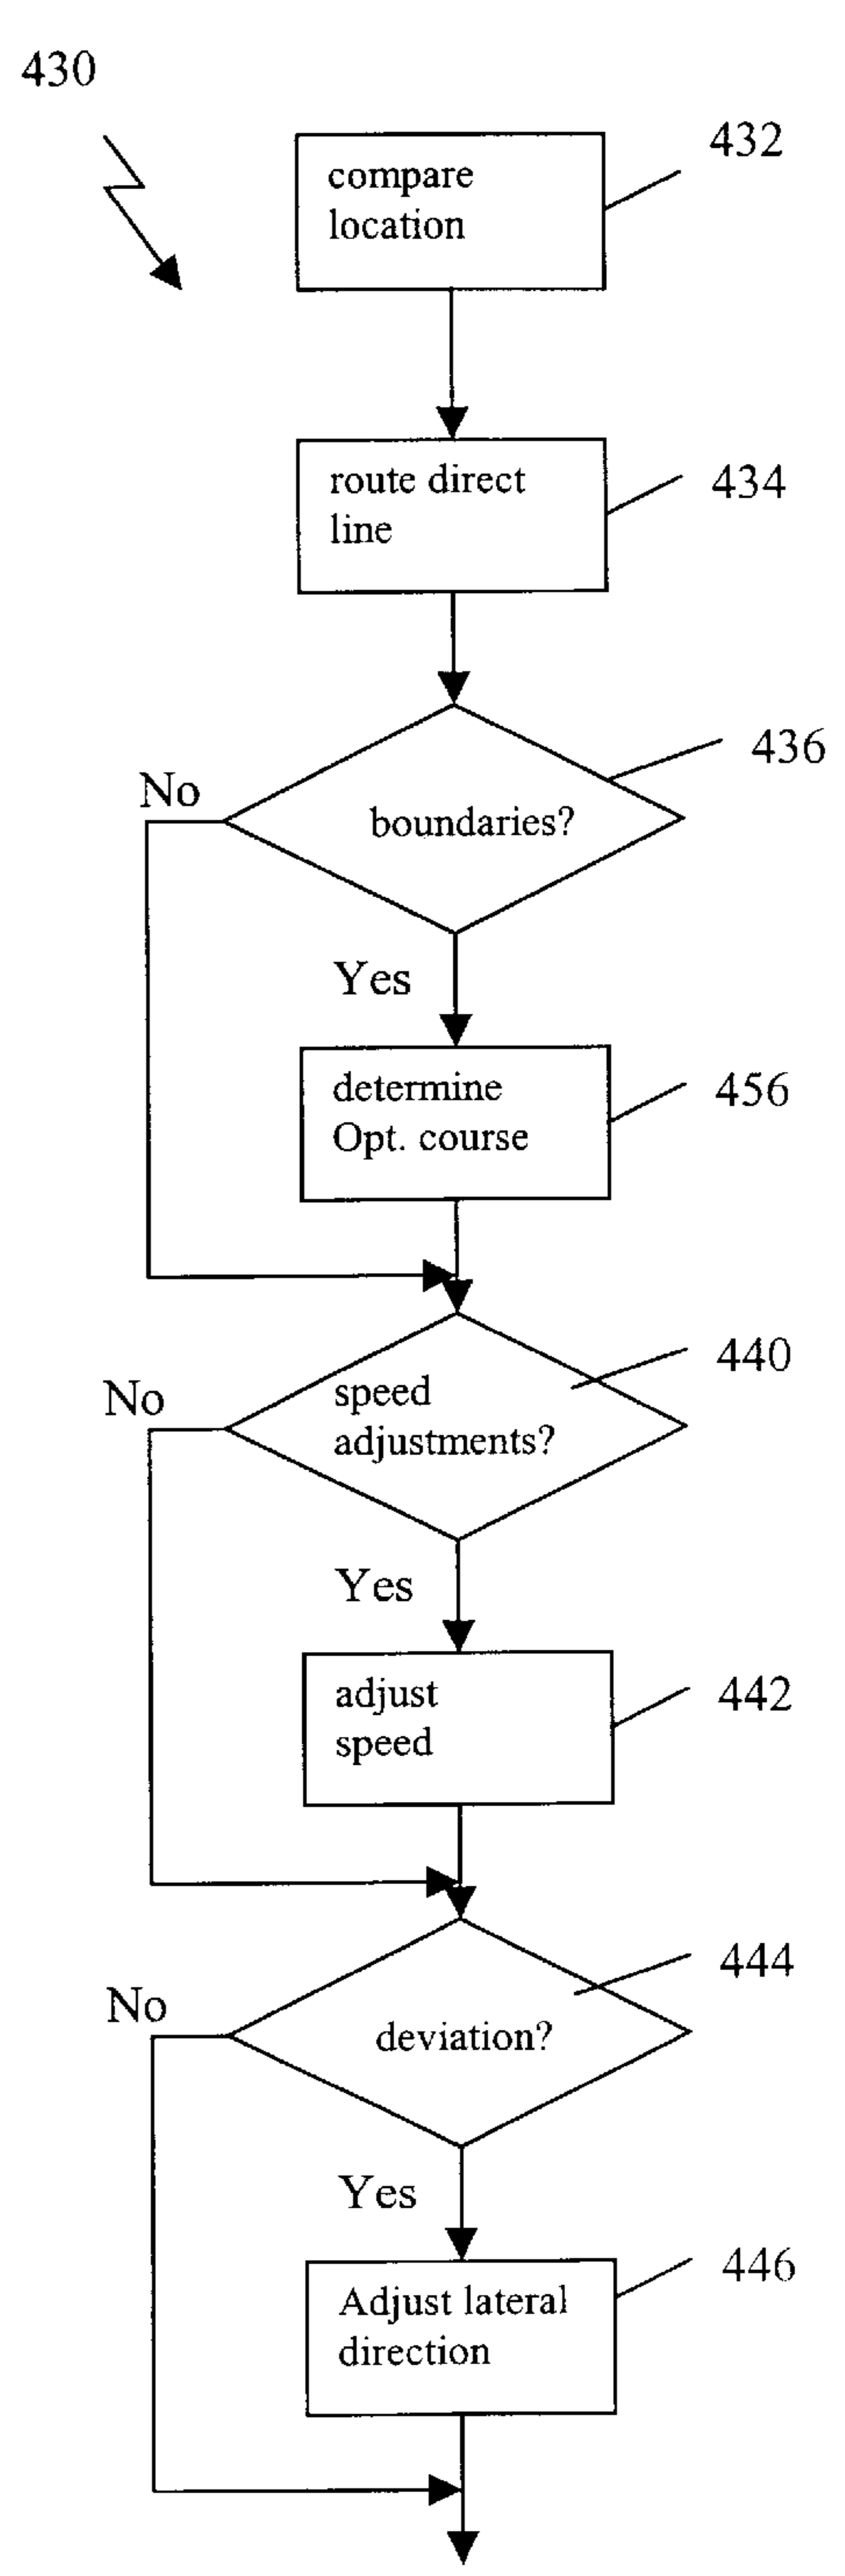 430
432
compare
location
434
route direct
line
436
No
boundaries?
Yes
456
determine
Opt. course
440
No
speed
adjustments?
Yes
442
adjust
speed
444
No
deviation?
Yes
446
Adjust lateral
direction